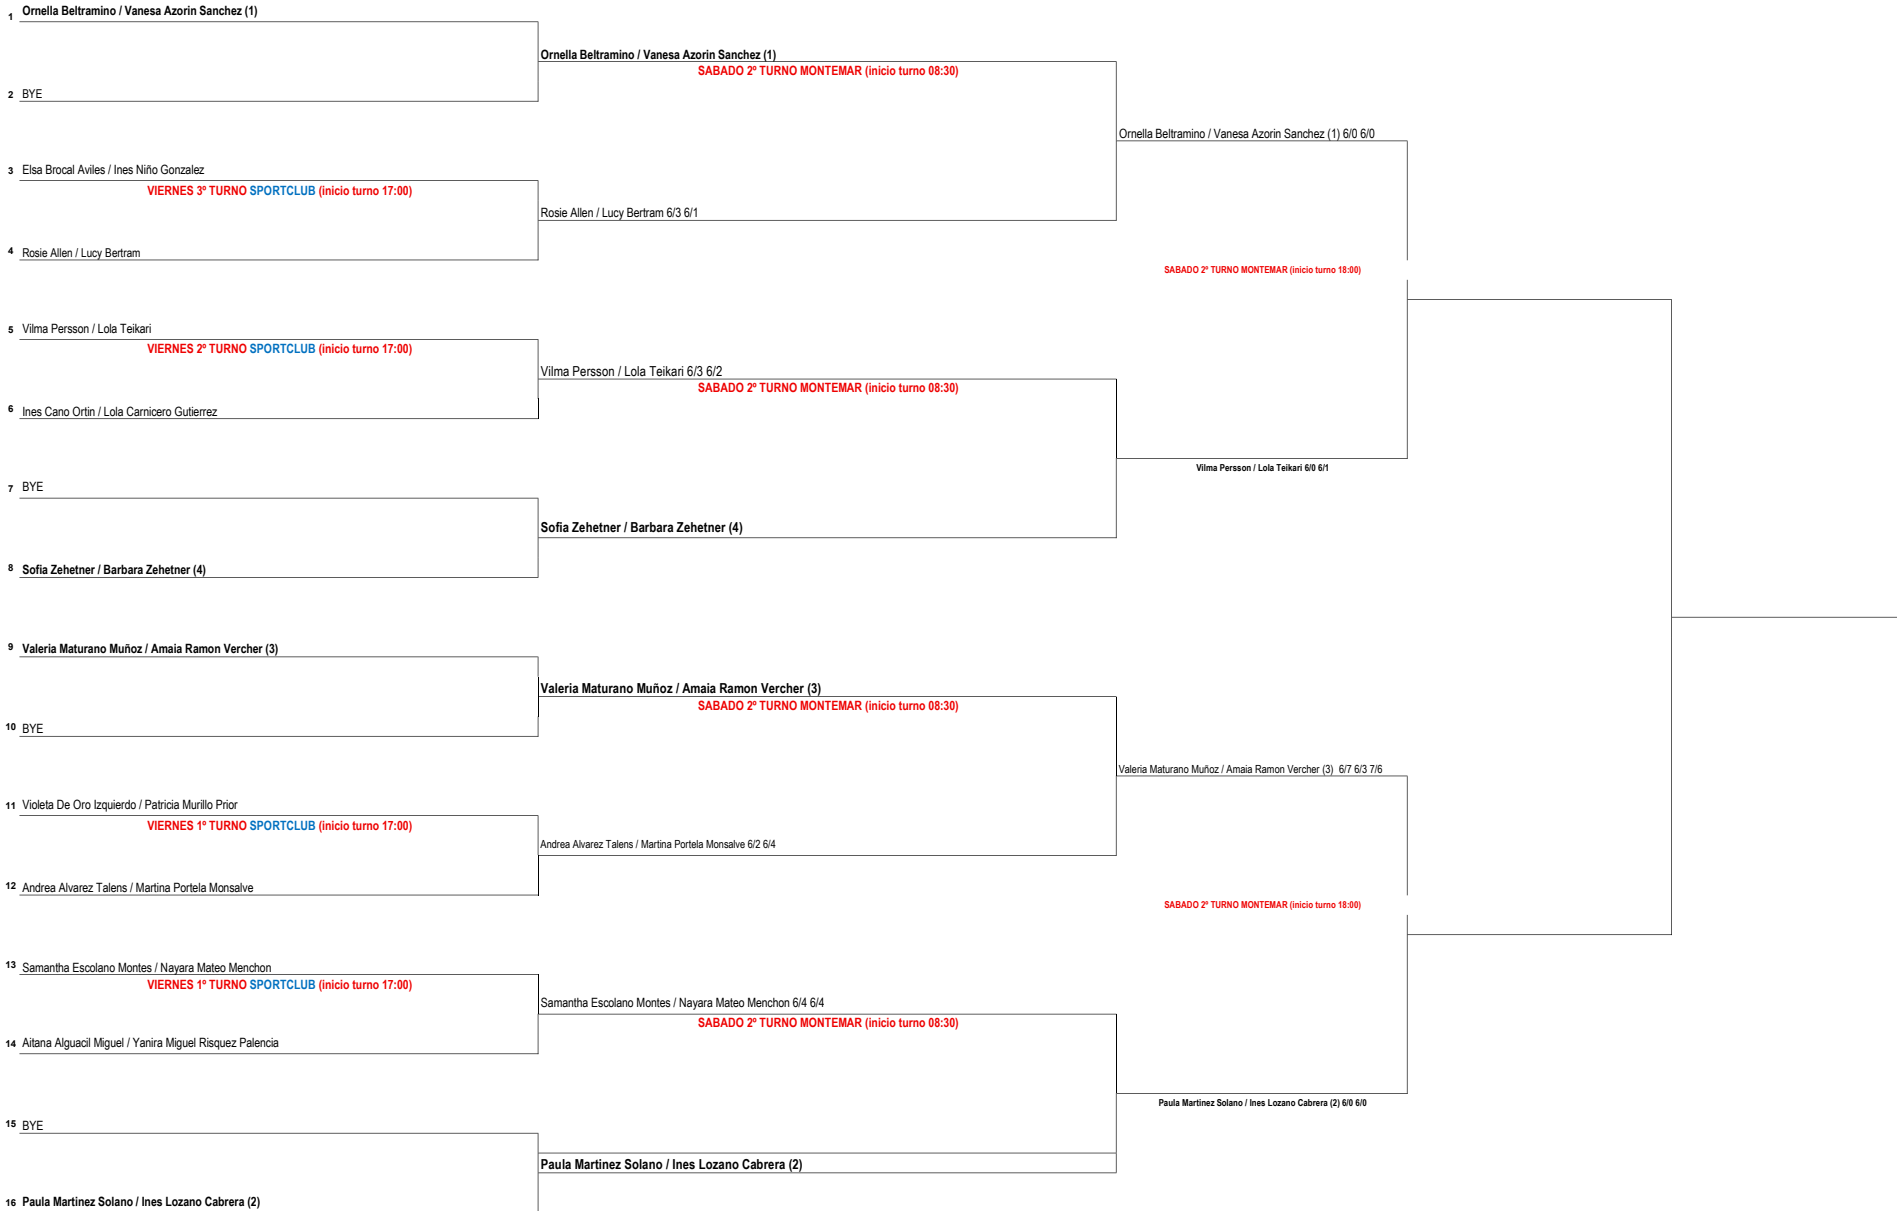 1 Ornella Beltramino / Vanesa Azorin Sanchez (1)
Ornella Beltramino / Vanesa Azorin Sanchez (1)
SABADO 2º TURNO MONTEMAR (inicio turno 08:30)
2 BYE
Ornella Beltramino / Vanesa Azorin Sanchez (1) 6/0 6/0
3 Elsa Brocal Aviles / Ines Niño Gonzalez
VIERNES 3º TURNO SPORTCLUB (inicio turno 17:00)
Rosie Allen / Lucy Bertram 6/3 6/1
4 Rosie Allen / Lucy Bertram
SABADO 2º TURNO MONTEMAR (inicio turno 18:00)
5 Vilma Persson / Lola Teikari
VIERNES 2º TURNO SPORTCLUB (inicio turno 17:00)
Vilma Persson / Lola Teikari 6/3 6/2
SABADO 2º TURNO MONTEMAR (inicio turno 08:30)
6 Ines Cano Ortin / Lola Carnicero Gutierrez
Vilma Persson / Lola Teikari 6/0 6/1
7 BYE
Sofia Zehetner / Barbara Zehetner (4)
8 Sofia Zehetner / Barbara Zehetner (4)
9 Valeria Maturano Muñoz / Amaia Ramon Vercher (3)
Valeria Maturano Muñoz / Amaia Ramon Vercher (3)
SABADO 2º TURNO MONTEMAR (inicio turno 08:30)
10 BYE
Valeria Maturano Muñoz / Amaia Ramon Vercher (3) 6/7 6/3 7/6
11 Violeta De Oro Izquierdo / Patricia Murillo Prior
VIERNES 1º TURNO SPORTCLUB (inicio turno 17:00)
Andrea Alvarez Talens / Martina Portela Monsalve 6/2 6/4
12 Andrea Alvarez Talens / Martina Portela Monsalve
SABADO 2º TURNO MONTEMAR (inicio turno 18:00)
13 Samantha Escolano Montes / Nayara Mateo Menchon
VIERNES 1º TURNO SPORTCLUB (inicio turno 17:00)
Samantha Escolano Montes / Nayara Mateo Menchon 6/4 6/4
SABADO 2º TURNO MONTEMAR (inicio turno 08:30)
14 Aitana Alguacil Miguel / Yanira Miguel Risquez Palencia
Paula Martinez Solano / Ines Lozano Cabrera (2) 6/0 6/0
15 BYE
Paula Martinez Solano / Ines Lozano Cabrera (2)
16 Paula Martinez Solano / Ines Lozano Cabrera (2)